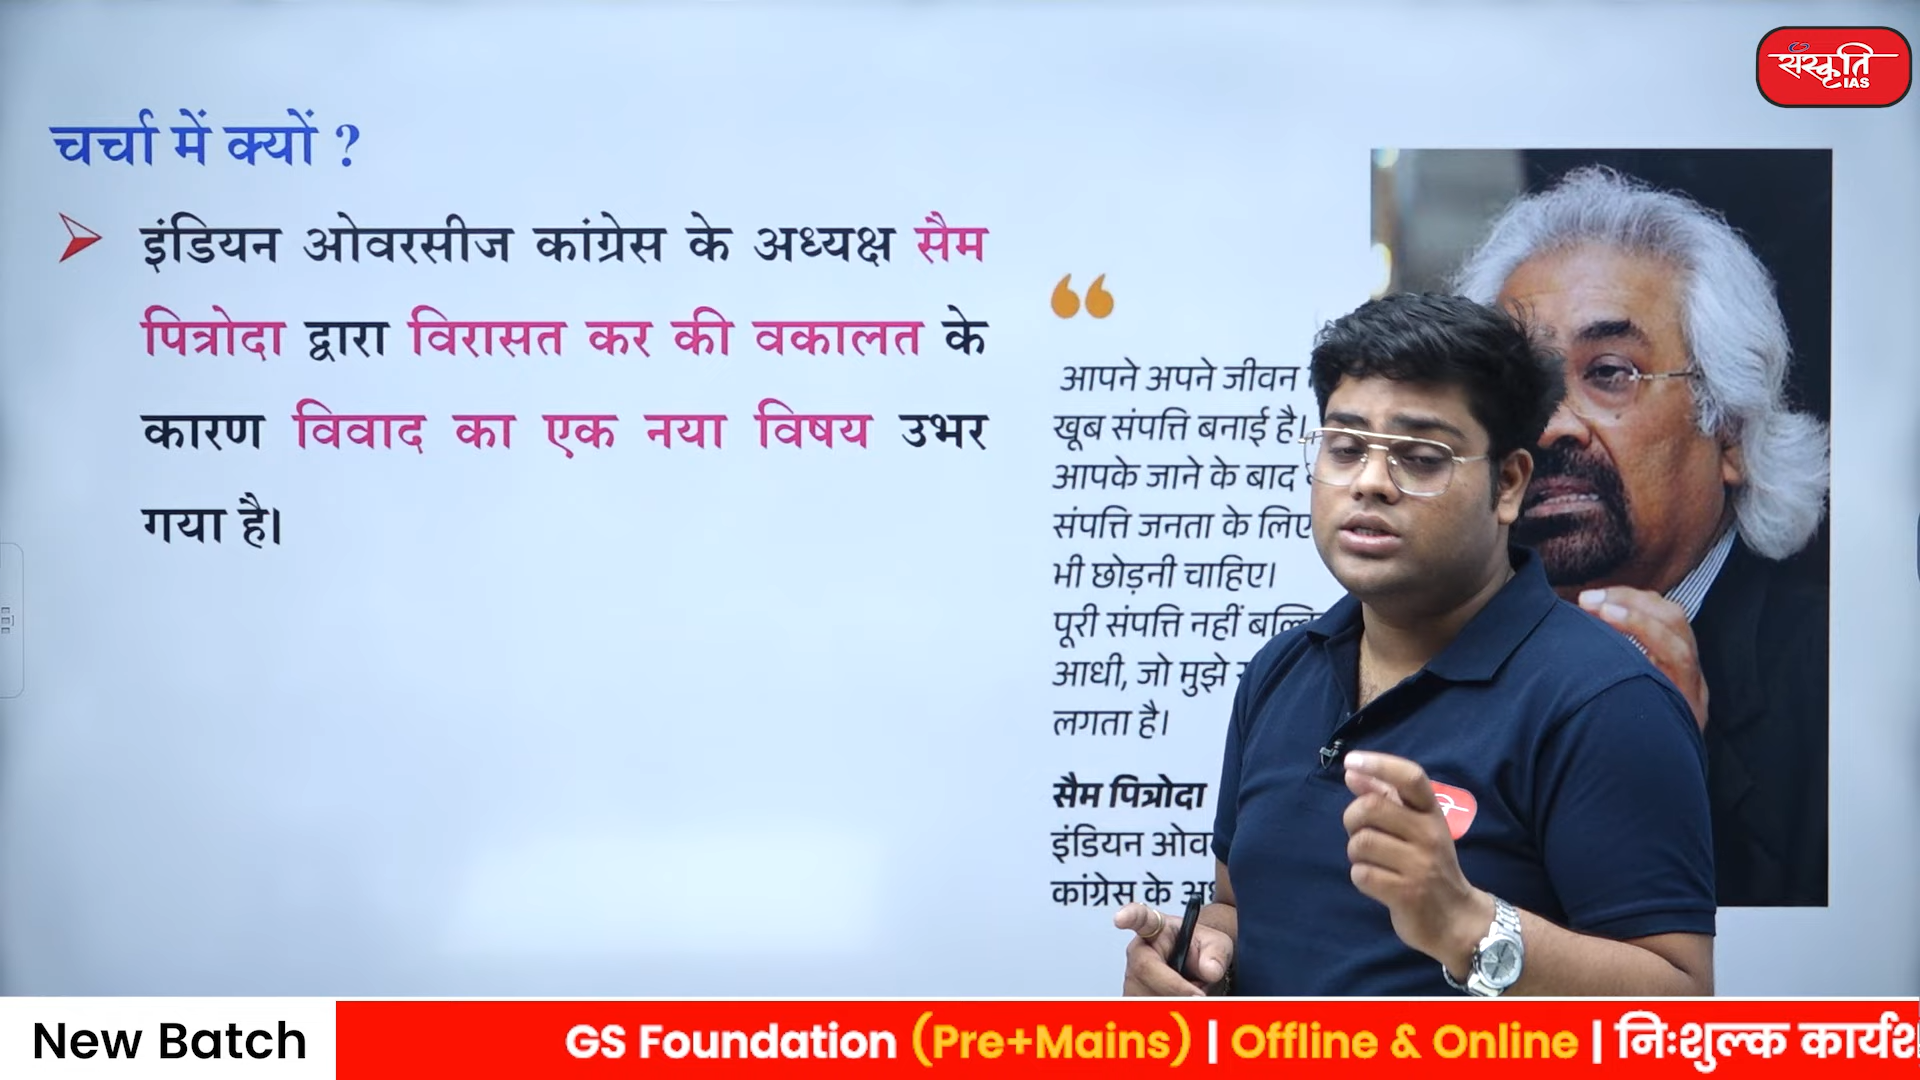 संस्कृति
IAS
चर्चा में क्यों ?
इंडियन ओवरसीज कांग्रेस के अध्यक्ष सैम
पित्रोदा द्वारा विरासत कर की वकालत के
कारण विवाद का एक नया विषय उभर
गया है।
आपने अपने जीवन
खूब संपत्ति बनाई है।
आपके जाने के बाद
संपत्ति जनता के लिए
भी छोड़नी चाहिए।
पूरी संपत्ति नहीं
आधी, जो मुझे
लगता है।
सैम पित्रोदा
इंडियन
कांग्रेस के
New Batch
GS Foundation (Pre+Mains) | Offline & Online | निःशुल्क